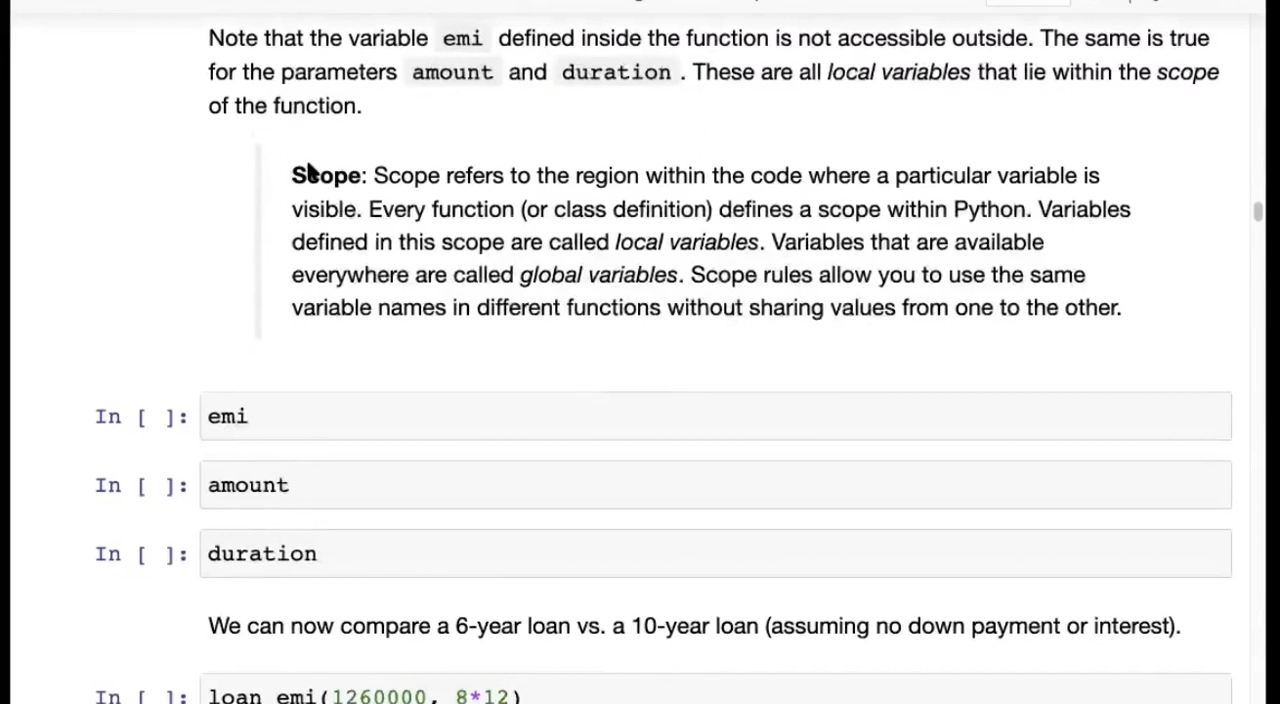 Note that the variable emi defined inside the function is not accessible outside. The same is true
for the parameters amount and duration . These are all local variables that lie within the scope
of the function.
Scope: Scope refers to the region within the code where a particular variable is
visible. Every function (or class definition) defines a scope within Python. Variables
defined in this scope are called local variables. Variables that are available
everywhere are called global variables. Scope rules allow you to use the same
variable names in different functions without sharing values from one to the other.
In [ ]: emi
In [ ]: amount
In [ ]: duration
We can now compare a 6-year loan vs. a 10-year loan (assuming no down payment or interest).
In [ ]: loan_emi(1260000, 8*12)